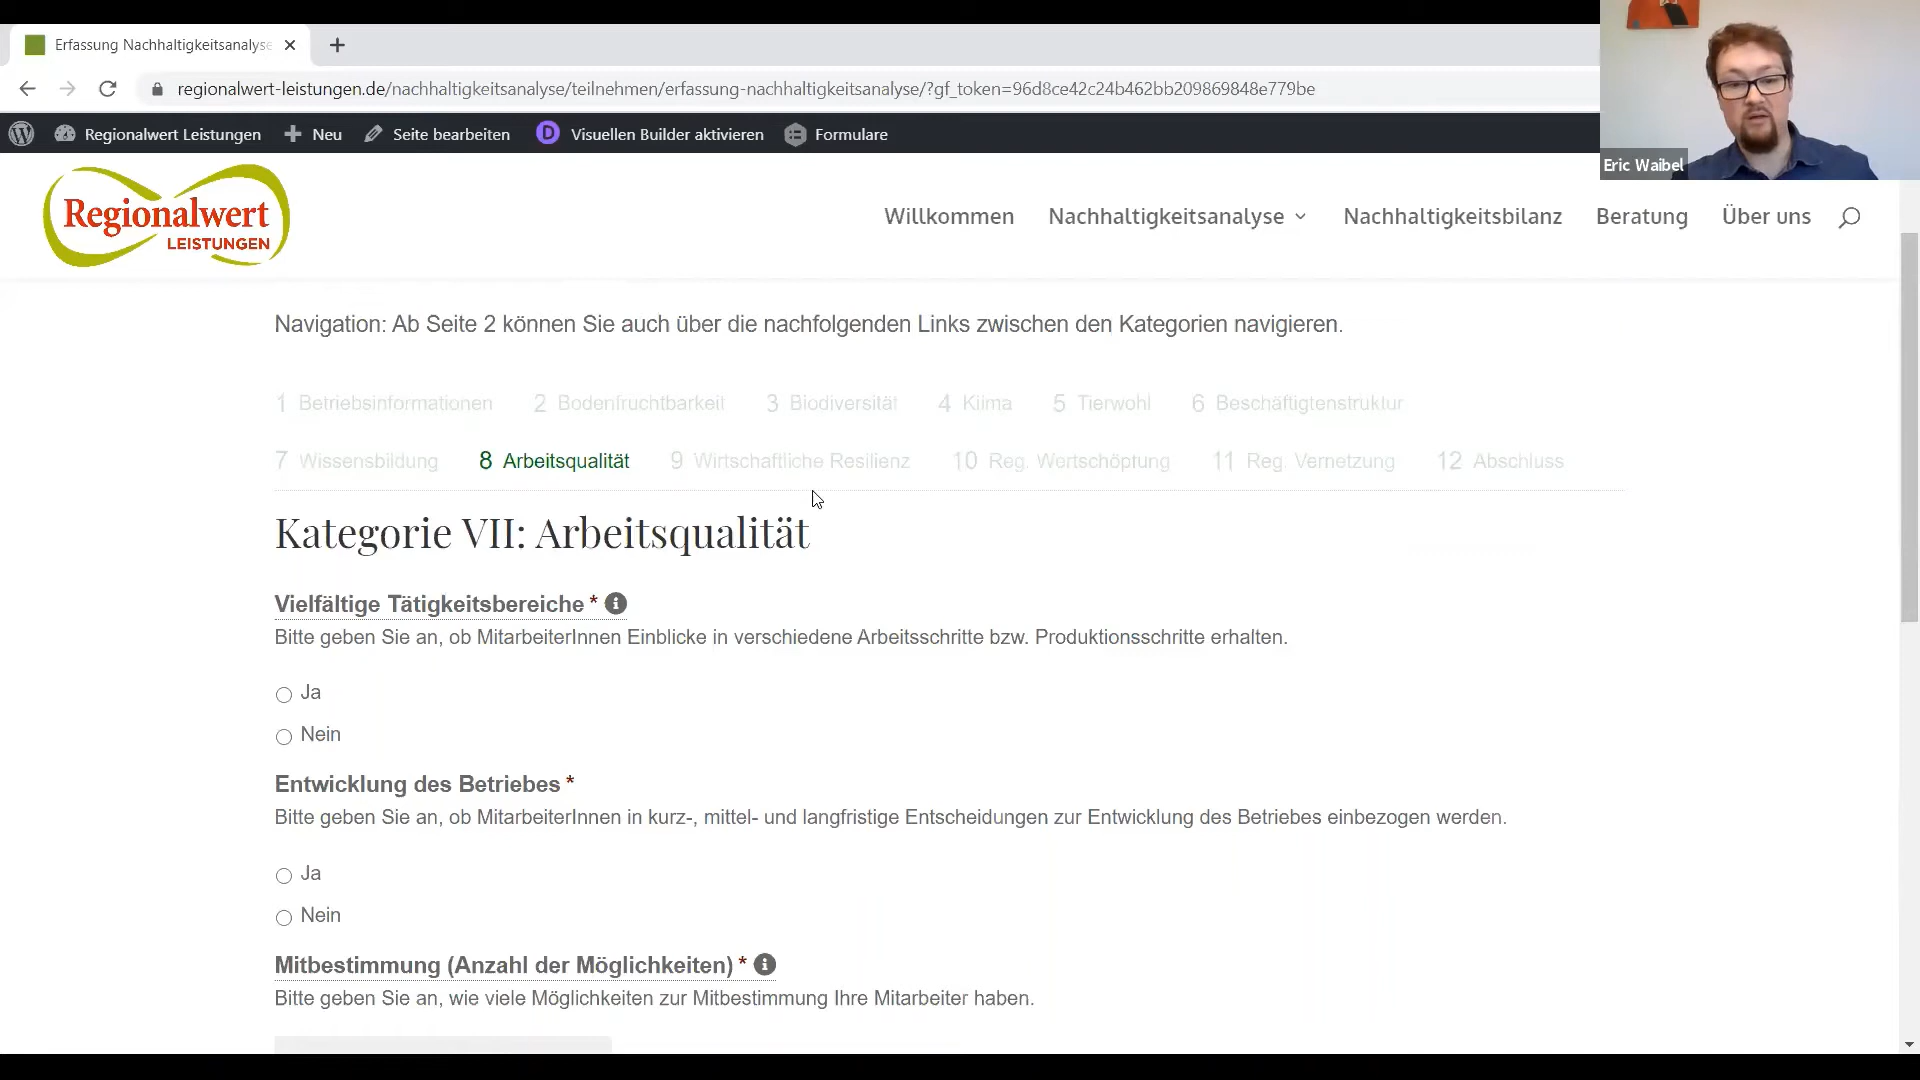 Erfassung Nachhaltigkeitsanalyse
regionalwert-leistungen.de/nachhaltigkeitsanalyse/teilnehmen/erfassung-nachhaltigkeitsanalyse/?gf_token=96d8ce42c24b462bb209869848e779be
Regionalwert Leistungen Neu Seite bearbeiten D Visuellen Builder aktivieren Formulare
Eric Waibel
Regionalwert
LEISTUNGEN
Willkommen Nachhaltigkeitsanalyse Nachhaltigkeitsbilanz Beratung Über uns
Navigation: Ab Seite 2 können Sie auch über die nachfolgenden Links zwischen den Kategorien navigieren.
1 Betriebsinformationen 2 Bodenfruchtbarkeit 3 Biodiversität 4 Klima 5 Tierwohl 6 Beschäftigtenstruktur
7 Wissensbildung 8 Arbeitsqualität 9 Wirtschaftliche Resilienz 10 Reg. Wertschöpfung 11 Reg. Vernetzung 12 Abschluss
Kategorie VII: Arbeitsqualität
Vielfältige Tätigkeitsbereiche *
Bitte geben Sie an, ob MitarbeiterInnen Einblicke in verschiedene Arbeitsschritte bzw. Produktionsschritte erhalten.
Ja
Nein
Entwicklung des Betriebes *
Bitte geben Sie an, ob MitarbeiterInnen in kurz-, mittel- und langfristige Entscheidungen zur Entwicklung des Betriebes einbezogen werden.
Ja
Nein
Mitbestimmung (Anzahl der Möglichkeiten) *
Bitte geben Sie an, wie viele Möglichkeiten zur Mitbestimmung Ihre Mitarbeiter haben.